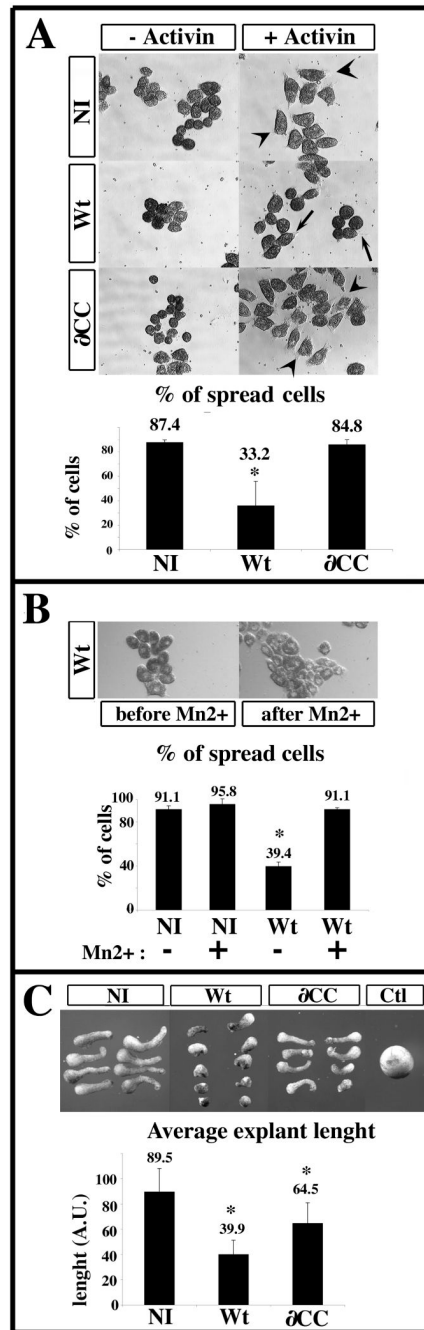 A
- Activin
+ Activin
NI
Wt
∂CC
% of spread cells
87.4
33.2
84.8
*
% of cells
80
60
40
20
0
NI Wt ∂CC
B
Wt
before Mn2+
after Mn2+
% of spread cells
91.1 95.8 39.4 91.1
*
% of cells
100
80
40
0
NI NI Wt Wt
Mn2+ : - + - +
C
NI Wt ∂CC Ctl
Average explant lenght
89.5
39.9
64.5
* *
lenght (A.U.)
80
60
40
20
0
NI Wt ∂CC